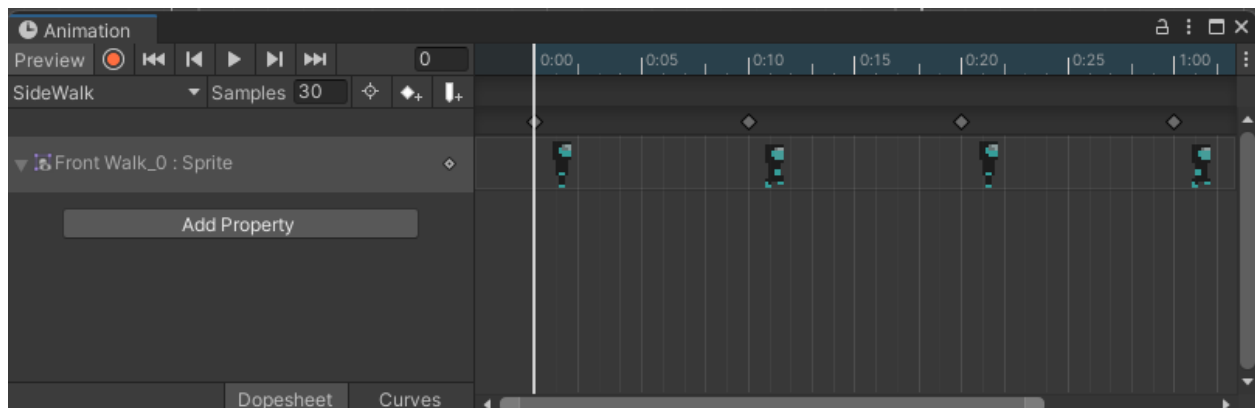 Animation
Preview 0 0:00 0:05 0:10 0:15 0:20 0:25 1:00
SideWalk Samples 30
Front Walk_0 : Sprite
Add Property
Dopesheet Curves